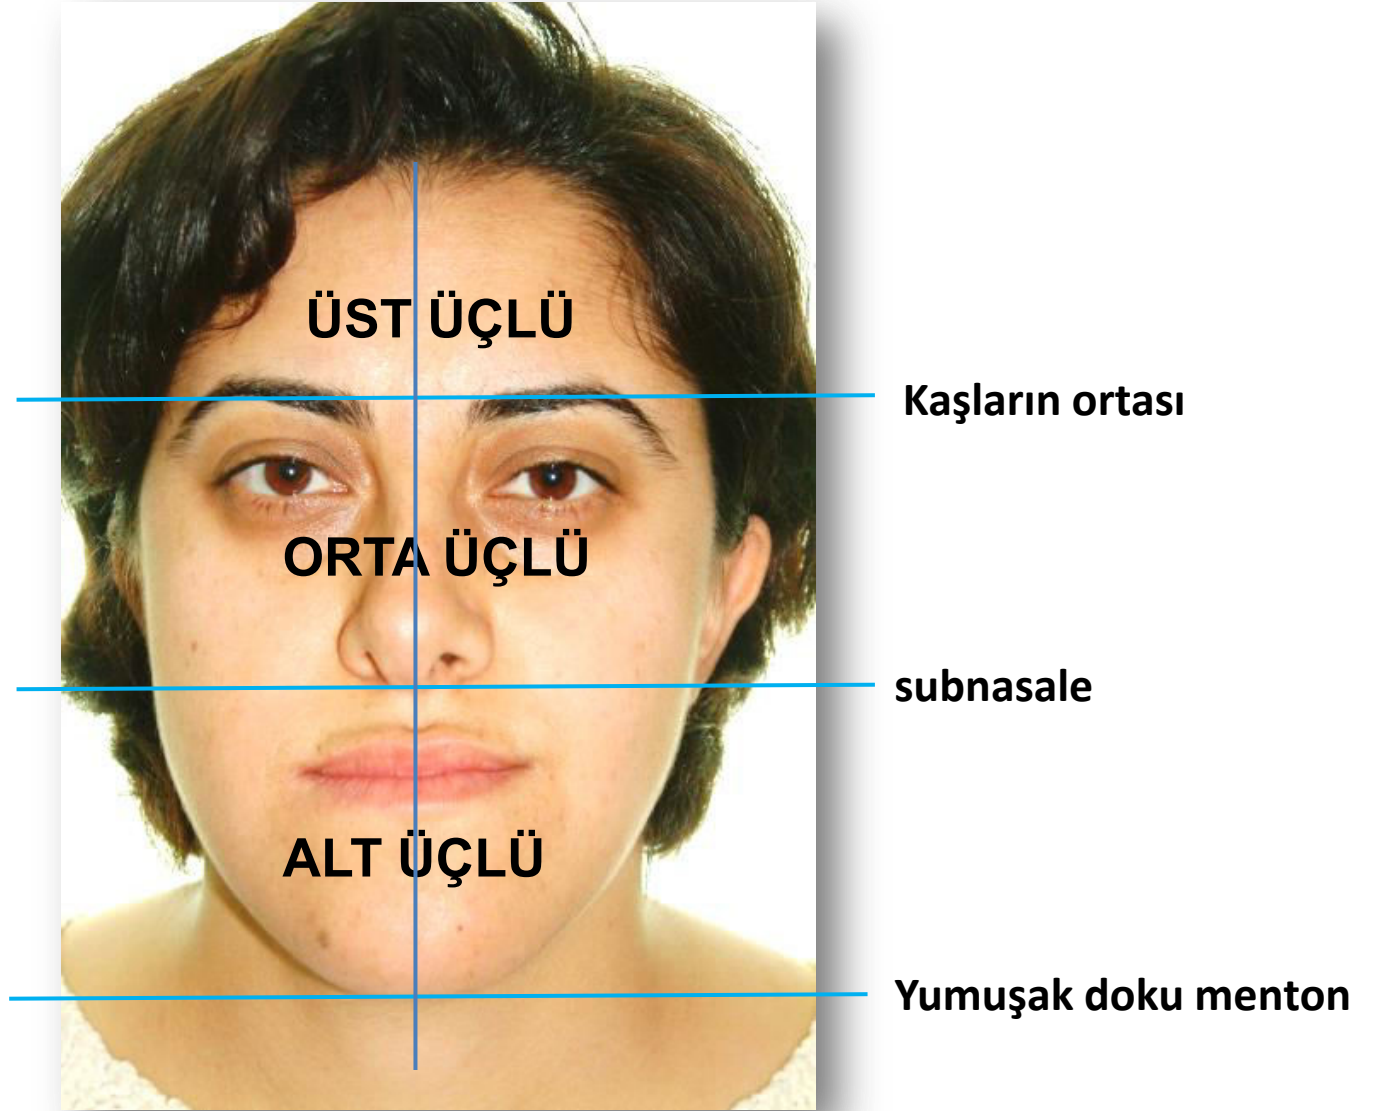 ÜST ÜÇLÜ
Kaşların ortası
ORTA ÜÇLÜ
subnasale
ALT ÜÇLÜ
Yumuşak doku menton